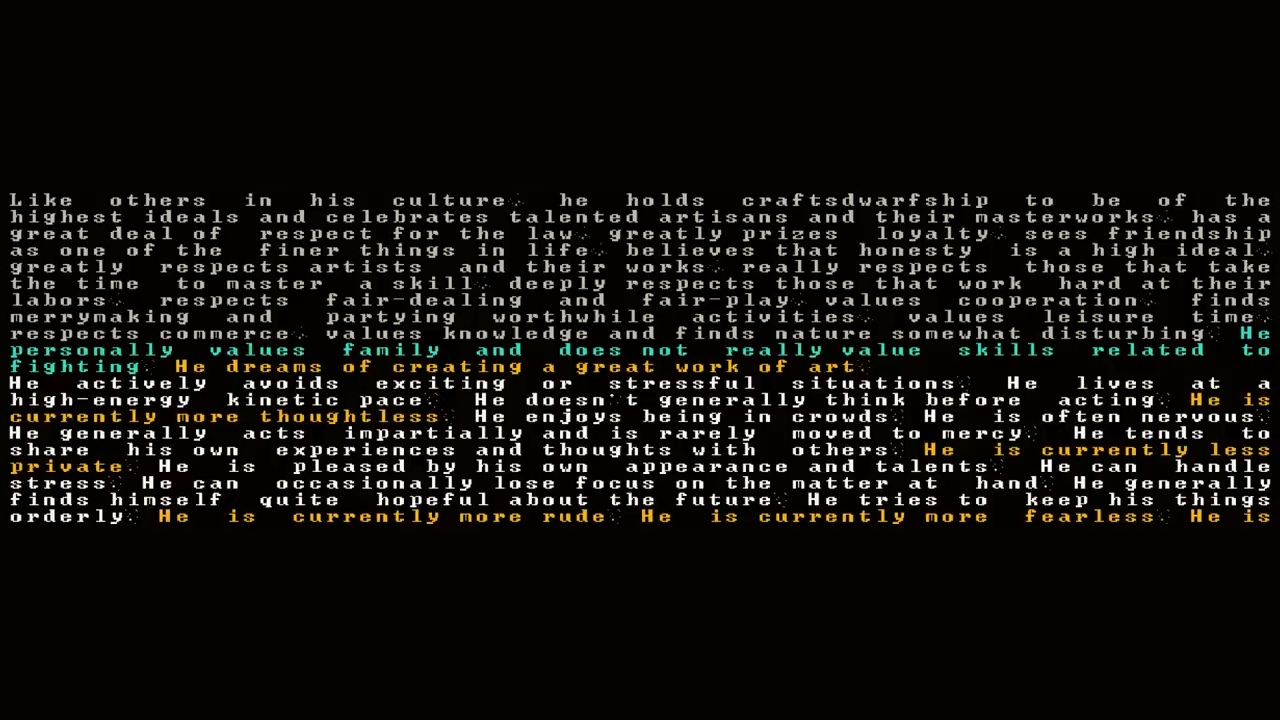 Like others in his culture, he holds craftsdwarfship to be of the
highest ideals and celebrates talented artisans and their masterworks, has a
great deal of respect for the law, greatly prizes loyalty, sees friendship
as one of the finer things in life, believes that honesty is a high ideal,
greatly respects artists and their works, really respects those that take
the time to master a skill, deeply respects those that work hard at their
labors, respects fair-dealing and fair-play, values cooperation, finds
merrymaking and partying worthwhile activities, values leisure time,
respects commerce, values knowledge and finds nature somewhat disturbing. He
personally values family and does not really value skills related to
fighting. He dreams of creating a great work of art.
He actively avoids exciting or stressful situations. He lives at a
high-energy kinetic pace. He doesn't generally think before acting. He is
currently more thoughtless. He enjoys being in crowds. He is often nervous.
He generally acts impartially and is rarely moved to mercy. He tends to
share his own experiences and thoughts with others. He is currently less
private. He is pleased by his own appearance and talents. He can handle
stress. He can occasionally lose focus on the matter at hand. He generally
finds himself quite hopeful about the future. He tries to keep his things
orderly. He is currently more rude. He is currently more fearless. He is